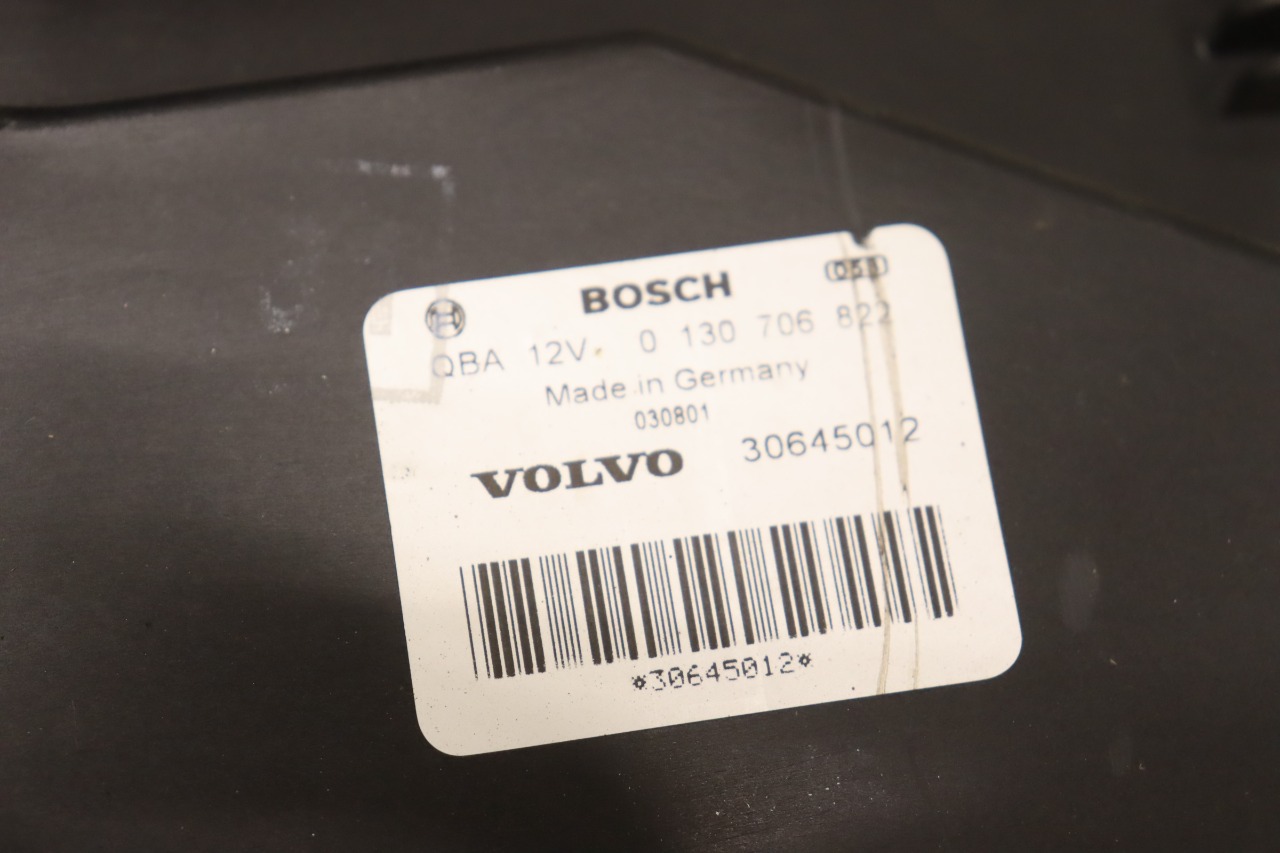 BOSCH
QBA 12V 0 130 706 822
Made in Germany
030801
VOLVO 30645012
*30645012*